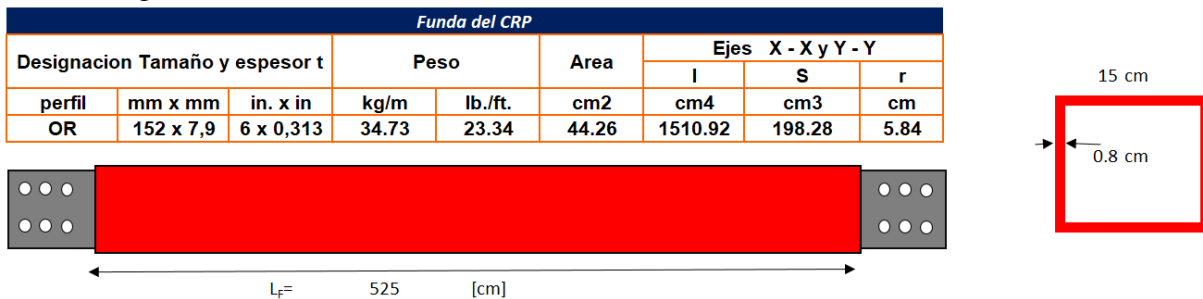 Funda del CRP
Designacion Tamaño y espesor t Peso Area Ejes X - X y Y - Y
I S r
perfil mm x mm in. x in kg/m lb./ft. cm2 cm4 cm3 cm
OR 152 x 7,9 6 x 0,313 34.73 23.34 44.26 1510.92 198.28 5.84
15 cm
0.8 cm
LF= 525 [cm]